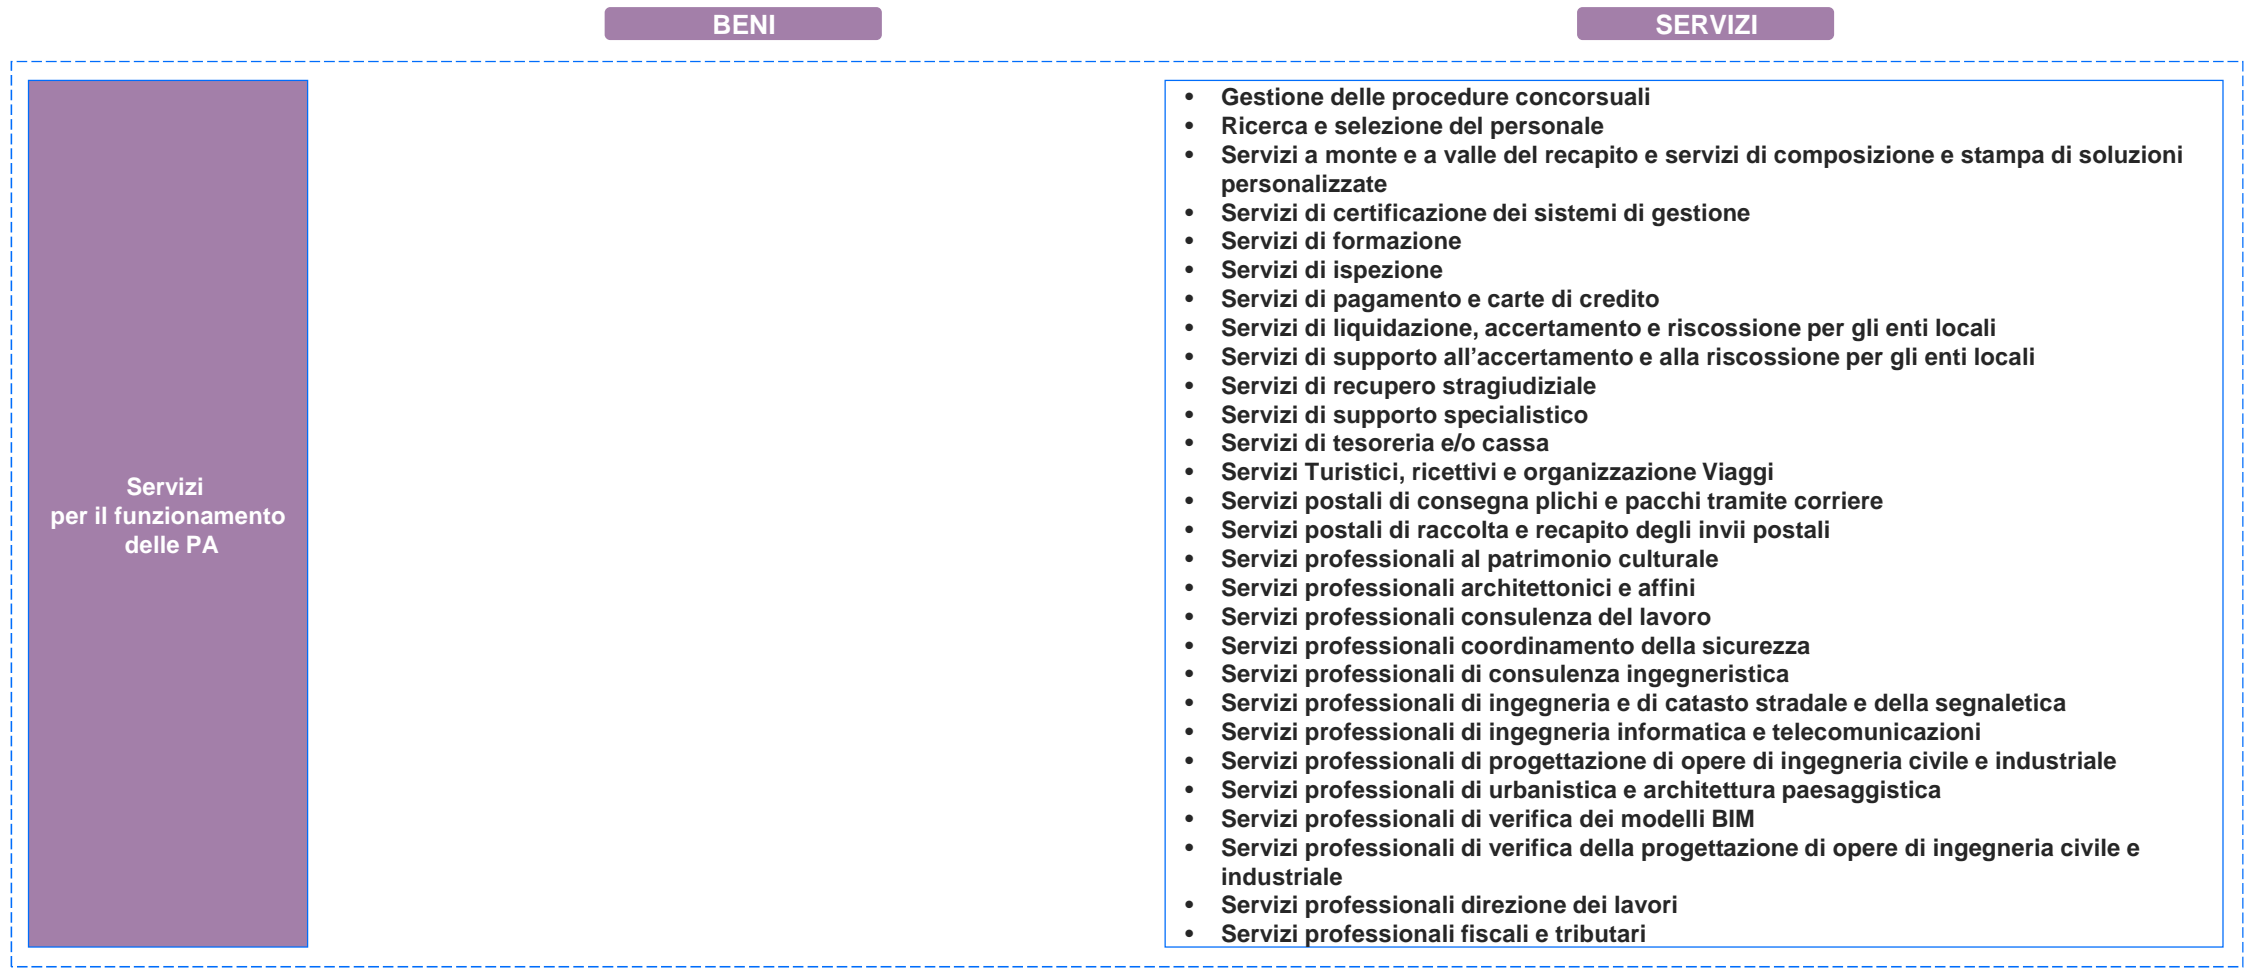 BENI
SERVIZI
Servizi
per il funzionamento
delle PA
• Gestione delle procedure concorsuali
• Ricerca e selezione del personale
• Servizi a monte e a valle del recapito e servizi di composizione e stampa di soluzioni
personalizzate
• Servizi di certificazione dei sistemi di gestione
• Servizi di formazione
• Servizi di ispezione
• Servizi di pagamento e carte di credito
• Servizi di liquidazione, accertamento e riscossione per gli enti locali
• Servizi di supporto all’accertamento e alla riscossione per gli enti locali
• Servizi di recupero stragiudiziale
• Servizi di supporto specialistico
• Servizi di tesoreria e/o cassa
• Servizi Turistici, ricettivi e organizzazione Viaggi
• Servizi postali di consegna plichi e pacchi tramite corriere
• Servizi postali di raccolta e recapito degli invii postali
• Servizi professionali al patrimonio culturale
• Servizi professionali architettonici e affini
• Servizi professionali consulenza del lavoro
• Servizi professionali coordinamento della sicurezza
• Servizi professionali di consulenza ingegneristica
• Servizi professionali di ingegneria e di catasto stradale e della segnaletica
• Servizi professionali di ingegneria informatica e telecomunicazioni
• Servizi professionali di progettazione di opere di ingegneria civile e industriale
• Servizi professionali di urbanistica e architettura paesaggistica
• Servizi professionali di verifica dei modelli BIM
• Servizi professionali di verifica della progettazione di opere di ingegneria civile e
industriale
• Servizi professionali direzione dei lavori
• Servizi professionali fiscali e tributari